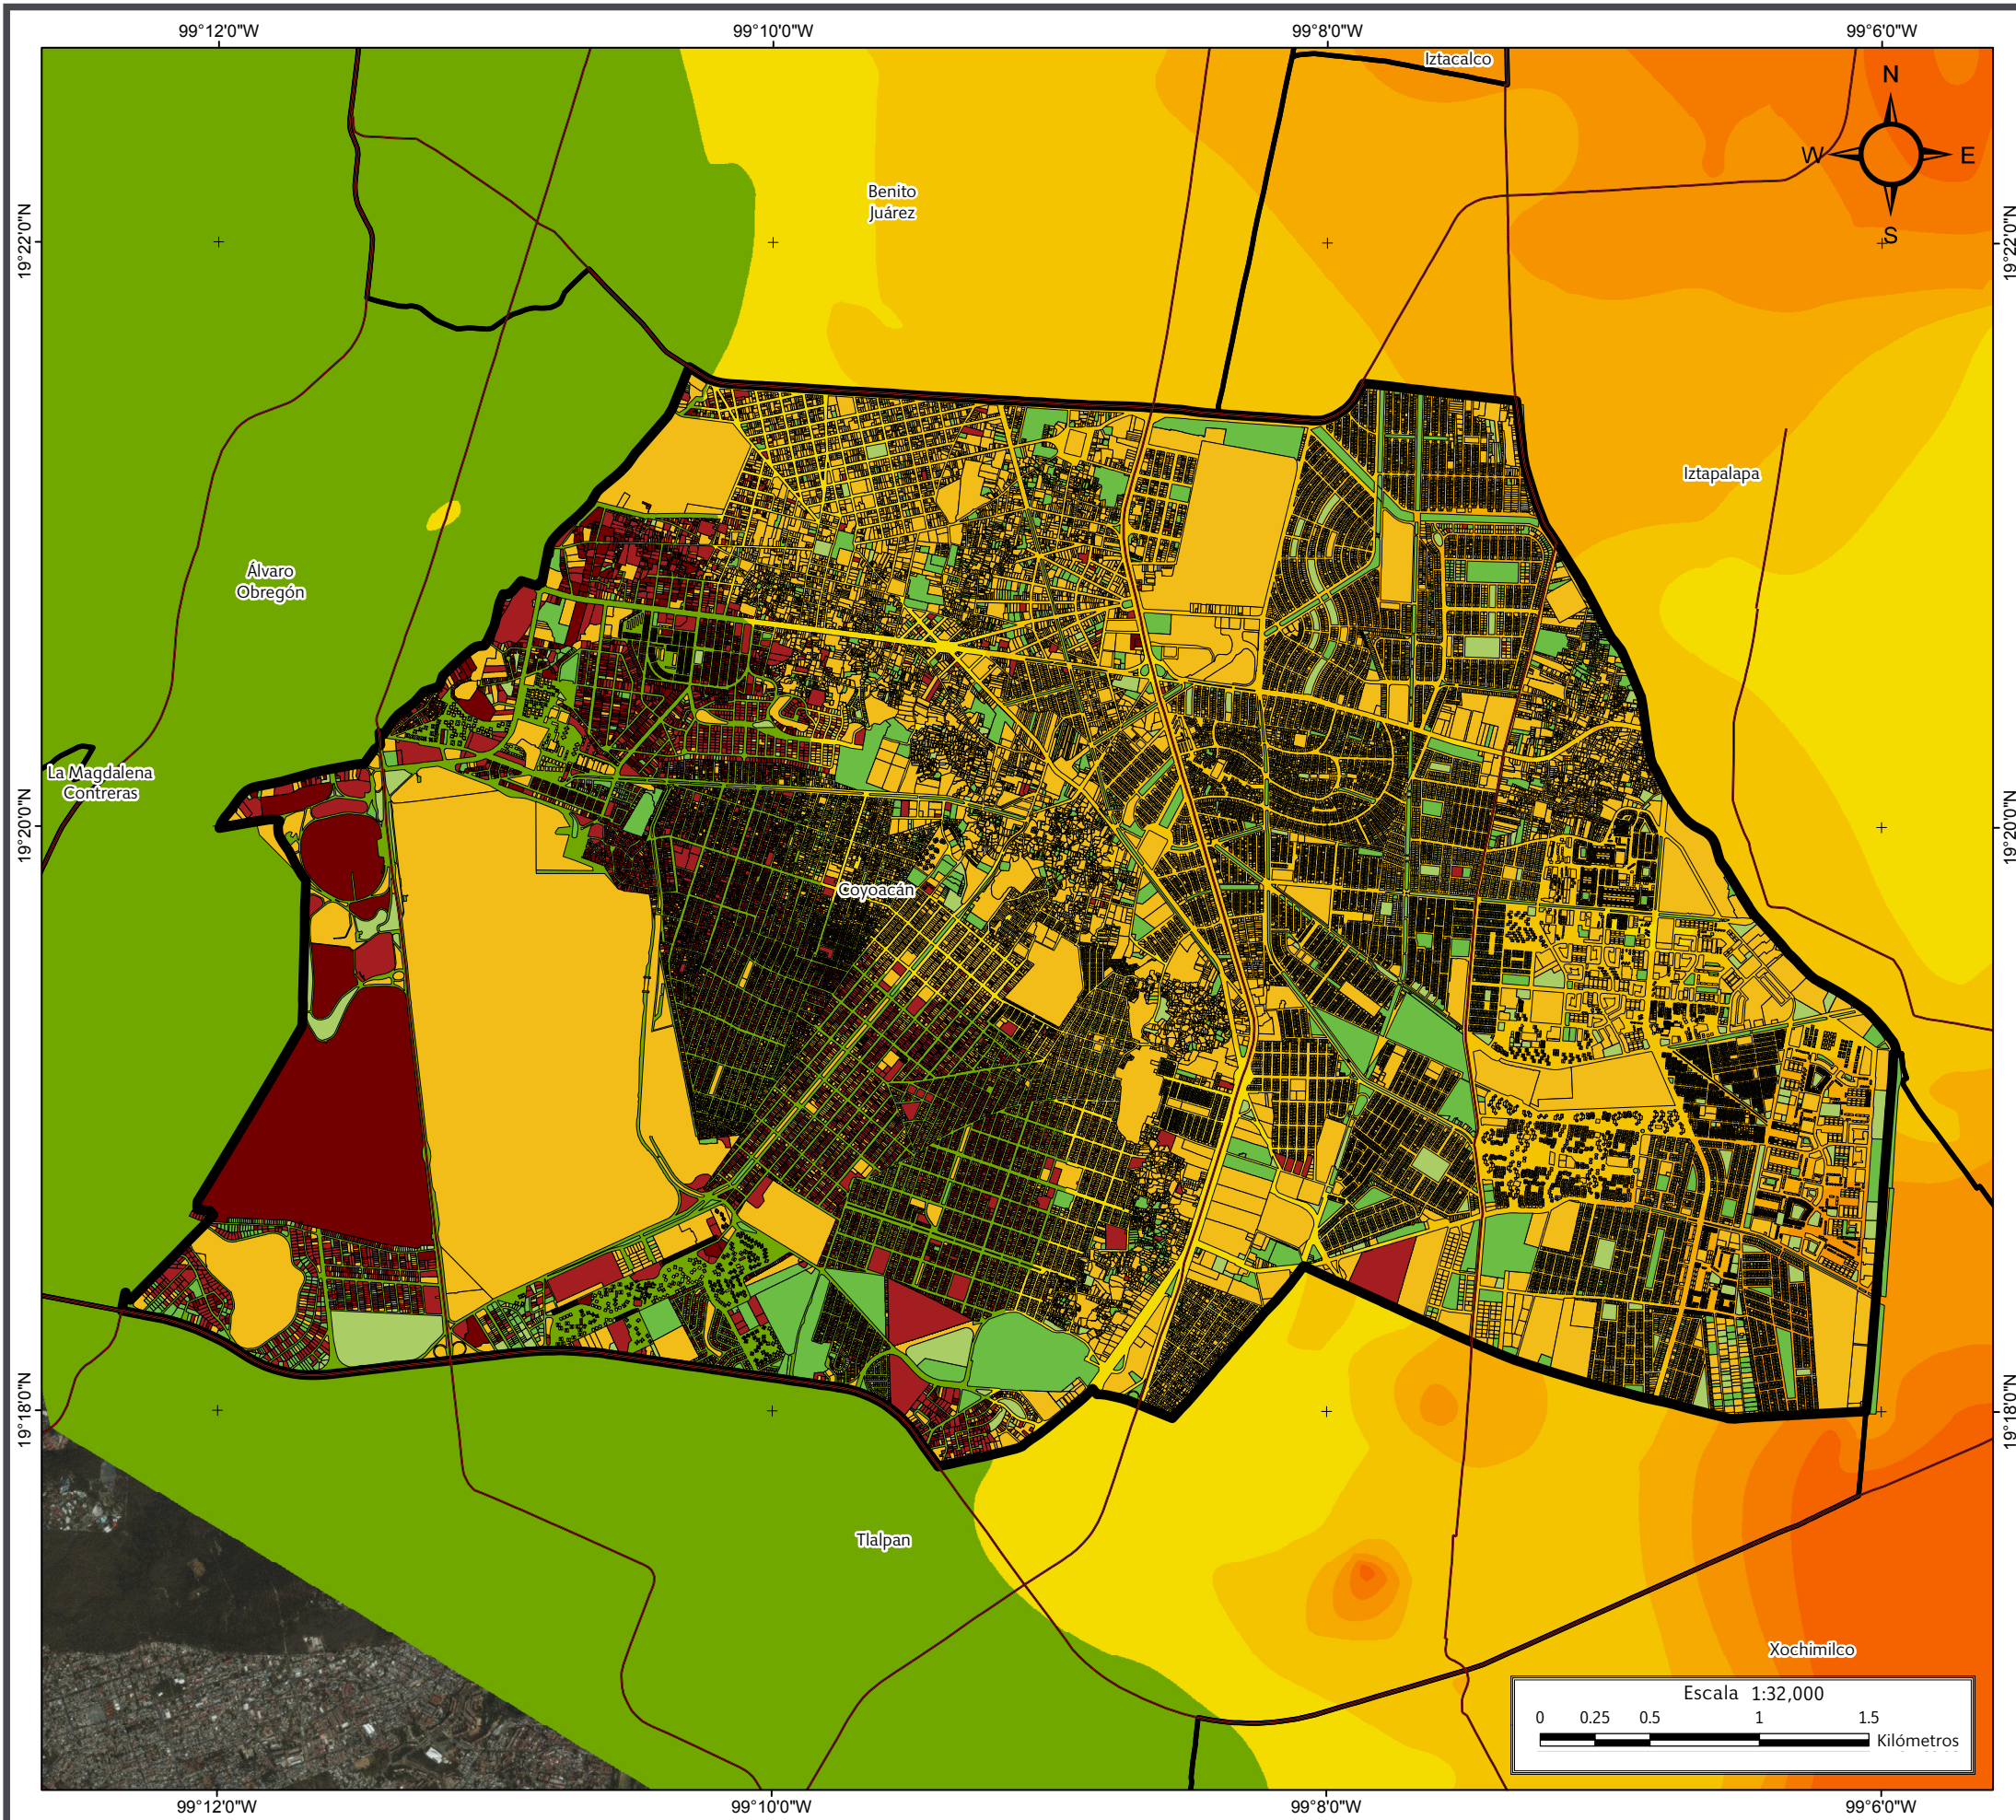 99°12'0"W
99°10'0"W
99°8'0"W
99°6'0"W
Iztacalco
N
W
E
S
Benito
Juárez
19°22'0"N
19°22'0"N
Iztapalapa
Álvaro
Obregón
La Magdalena
Contreras
19°20'0"N
19°20'0"N
Coyoacán
19°18'0"N
19°18'0"N
Tlalpan
Xochimilco
Escala 1:32,000
0 0.25 0.5 1 1.5
Kilómetros
99°12'0"W
99°10'0"W
99°8'0"W
99°6'0"W